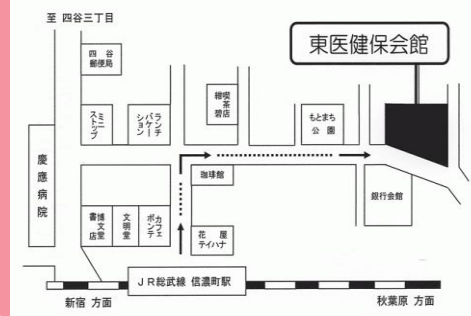 至 四谷三丁目
四谷
郵便局
東医健保会館
ミニ
ストップ
ランチ
バケー
ション
喫茶店
紺碧
もとまち
公園
慶應病院
珈琲館
銀行会館
博文堂
書店
文明堂
カフェ
ボンテ
花屋
テイハナ
JR総武線 信濃町駅
新宿 方面
秋葉原 方面